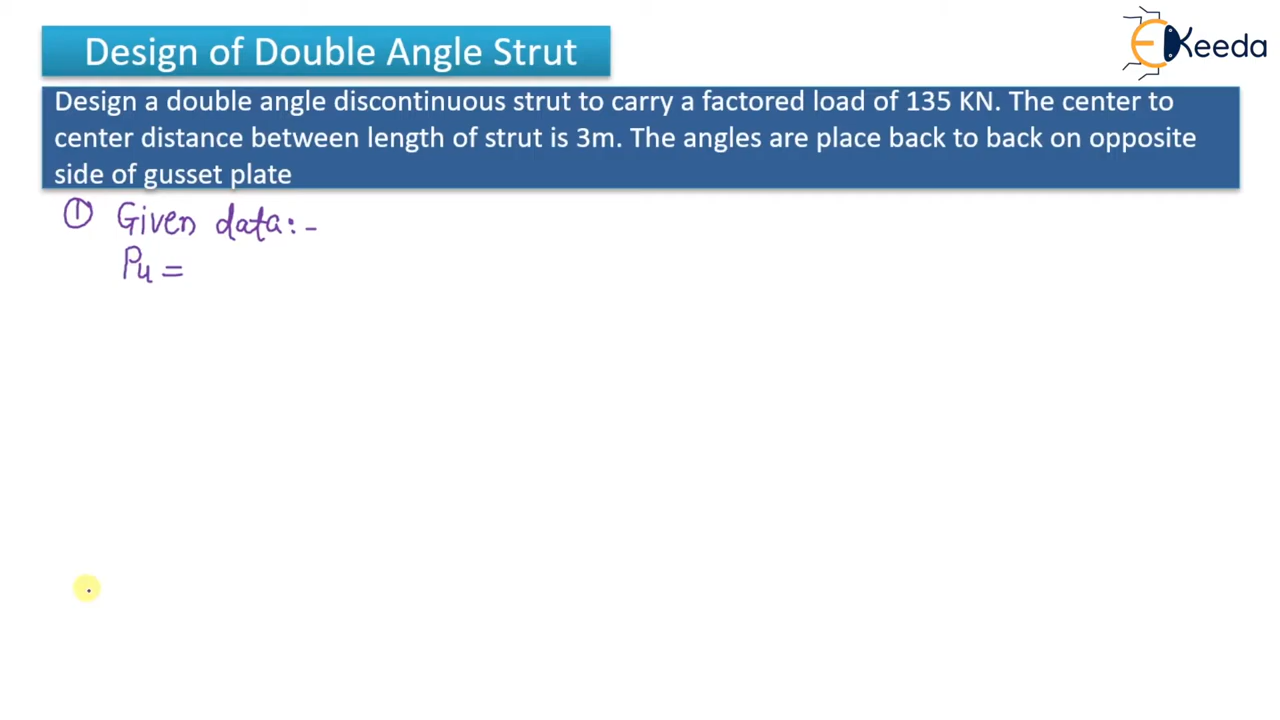 Design of Double Angle Strut
EKeeda
Design a double angle discontinuous strut to carry a factored load of 135 KN. The center to
center distance between length of strut is 3m. The angles are place back to back on opposite
side of gusset plate
① Given data:-
Pu =